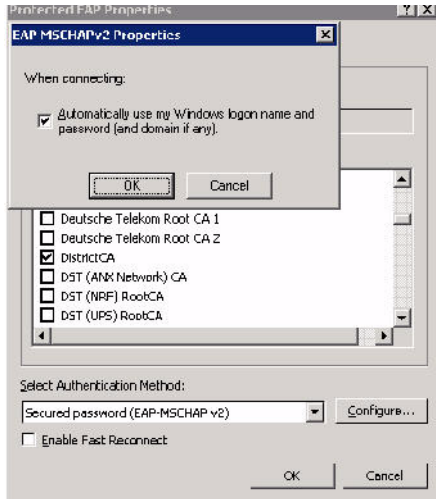 Protected EAP Properties
EAP MSCHAPv2 Properties
When connecting:
Automatically use my Windows logon name and
password (and domain if any).
OK
Cancel
Deutsche Telekom Root CA 1
Deutsche Telekom Root CA 2
DistrictCA
DST (ANX Network) CA
DST (NRF) RootCA
DST (UPS) RootCA
Select Authentication Method:
Secured password (EAP-MSCHAP v2)
Configure...
Enable Fast Reconnect
OK
Cancel